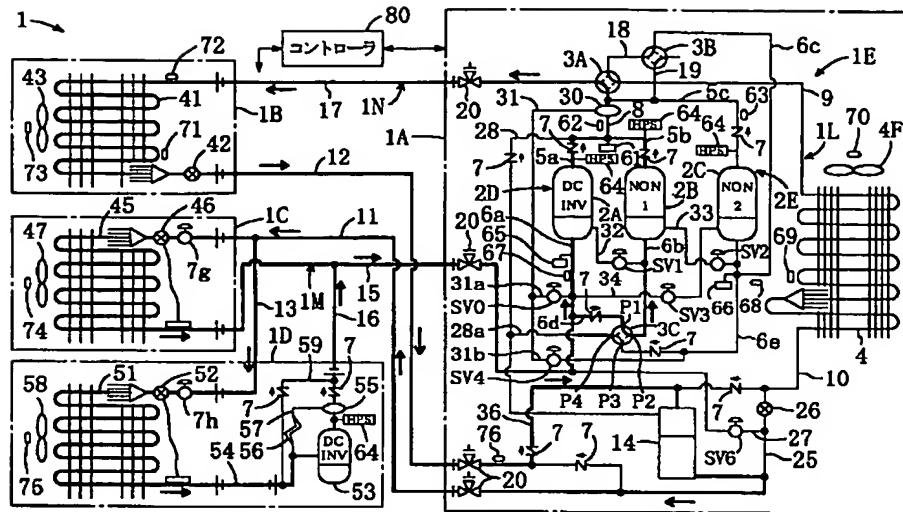 1
80
コントローラ
72
43
41
1B
73
71
42
17
1N
12
20
31
30
28
1A
18
3A
3B
19
6c
1E
5c
63
9
62
8
64
HPS
5b
64
HPS
7
7
5a
61
7
HPS
64
7
2C
1L
70
4F
2D
DC
INV
NON
1
NON
2
2E
2B
2A
6a
32
6b
33
65
67
SV1
SV2
31a
34
66
68
69
SV0
7
P1
SV3
6d
28a
3C
7
6e
4
31b
SV4
P4
P3
P2
10
45
46
1C
11
47
7g
74
1M
15
20
13
16
1D
51
52
59
7
58
7h
7
55
57
56
HPS
64
DC
INV
75
54
53
36
76
7
7
20
14
7
26
27
SV6
25